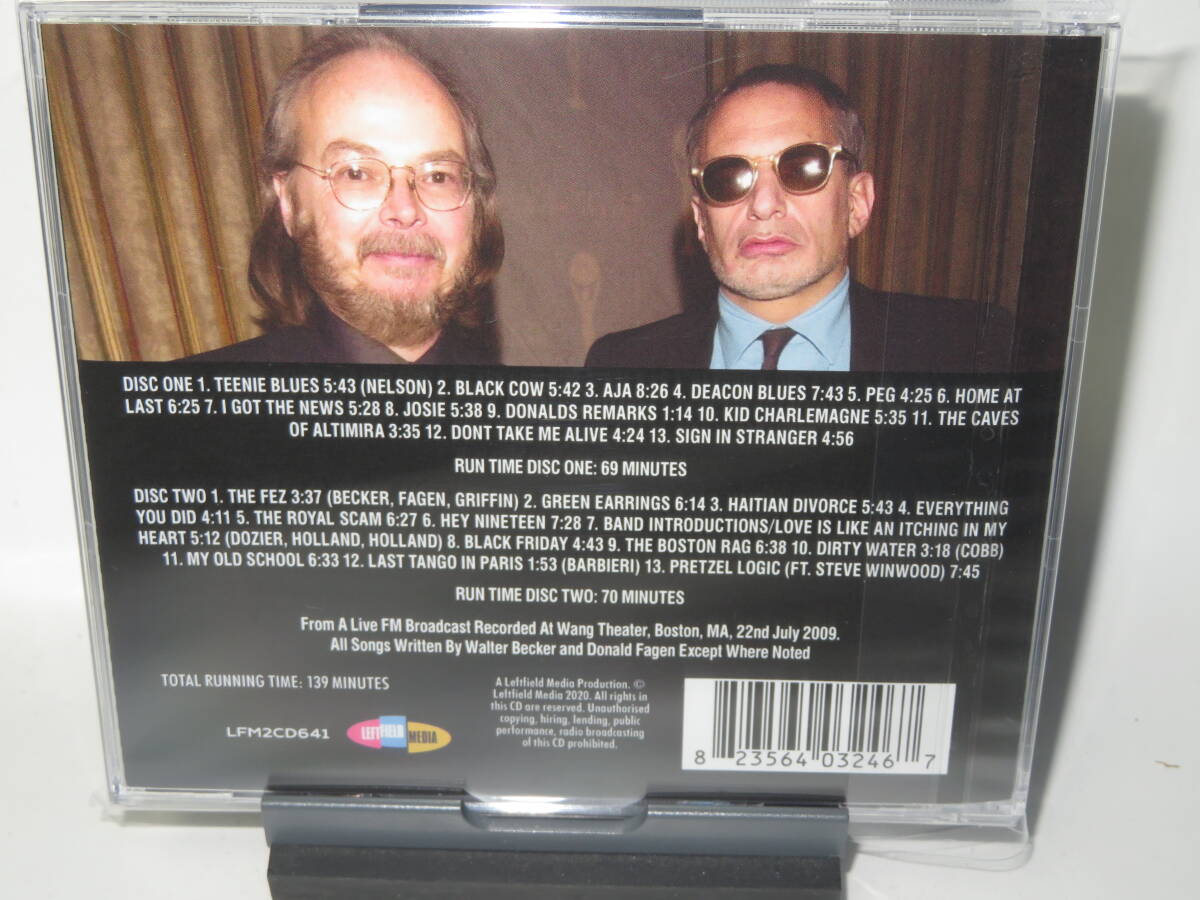 DISC ONE 1. TEENIE BLUES 5:43 (NELSON) 2. BLACK COW 5:42 3. AJA 8:26 4. DEACON BLUES 7:43 5. PEG 4:25 6. HOME AT
LAST 6:25 7. I GOT THE NEWS 5:28 8. JOSIE 5:38 9. DONALDS REMARKS 1:14 10. KID CHARLEMAGNE 5:35 11. THE CAVES
OF ALTIMIRA 3:35 12. DONT TAKE ME ALIVE 4:24 13. SIGN IN STRANGER 4:56
RUN TIME DISC ONE: 69 MINUTES
DISC TWO 1. THE FEZ 3:37 (BECKER, FAGEN, GRIFFIN) 2. GREEN EARRINGS 6:14 3. HAITIAN DIVORCE 5:43 4. EVERYTHING
YOU DID 4:11 5. THE ROYAL SCAM 6:27 6. HEY NINETEEN 7:28 7. BAND INTRODUCTIONS/LOVE IS LIKE AN ITCHING IN MY
HEART 5:12 (DOZIER, HOLLAND, HOLLAND) 8. BLACK FRIDAY 4:43 9. THE BOSTON RAG 6:38 10. DIRTY WATER 3:18 (COBB)
11. MY OLD SCHOOL 6:33 12. LAST TANGO IN PARIS 1:53 (BARBIERI) 13. PRETZEL LOGIC (FT. STEVE WINWOOD) 7:45
RUN TIME DISC TWO: 70 MINUTES
From A Live FM Broadcast Recorded At Wang Theater, Boston, MA, 22nd July 2009.
All Songs Written By Walter Becker and Donald Fagen Except Where Noted
TOTAL RUNNING TIME: 139 MINUTES
LFM2CD641
LEFTFIELD MEDIA
A Leftfield Media Production. ©
Leftfield Media 2020. All rights in
this CD are reserved. Unauthorised
copying, hiring, lending, public
performance, radio broadcasting
of this CD prohibited.
8 23564 03246 7